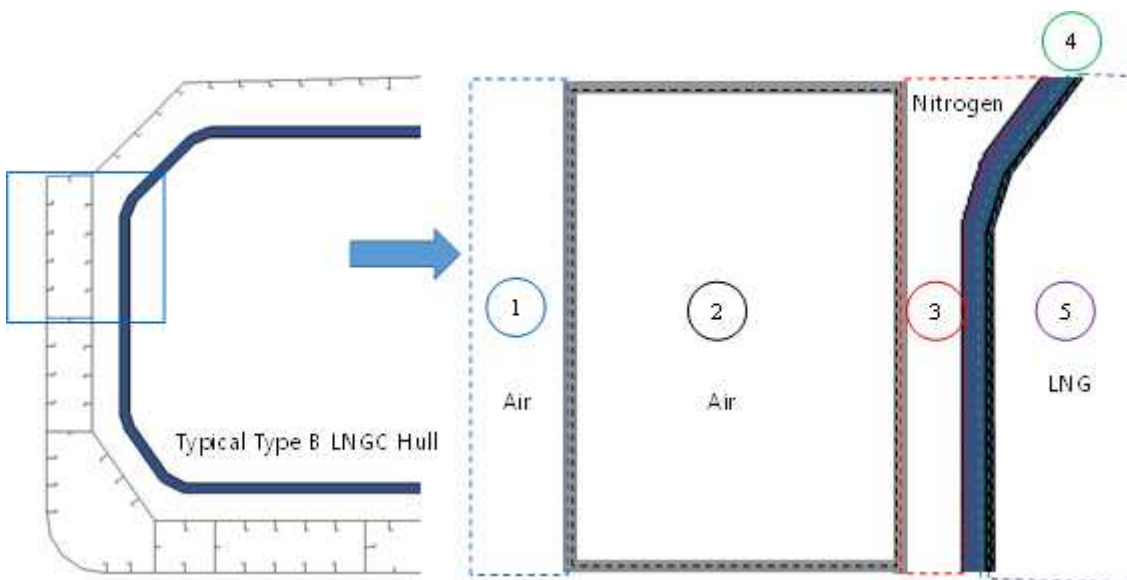 4
Nitrogen
1
2
3
5
Air
Air
LNG
Typical Type B LNGC Hull